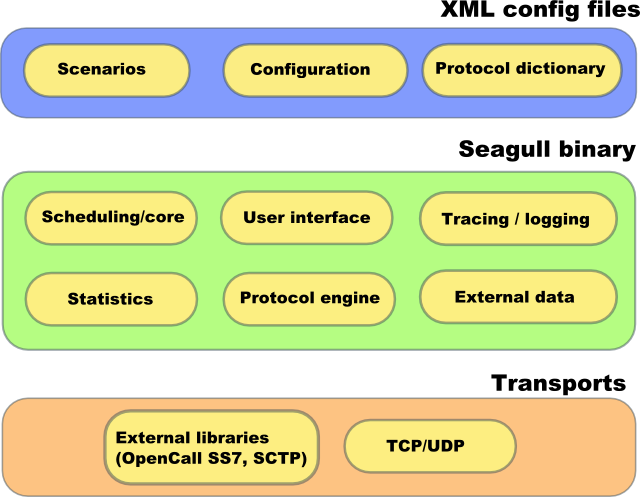 XML config files
Scenarios
Configuration
Protocol dictionary
Seagull binary
Scheduling/core
User interface
Tracing / logging
Statistics
Protocol engine
External data
Transports
External libraries
(OpenCall SS7, SCTP)
TCP/UDP